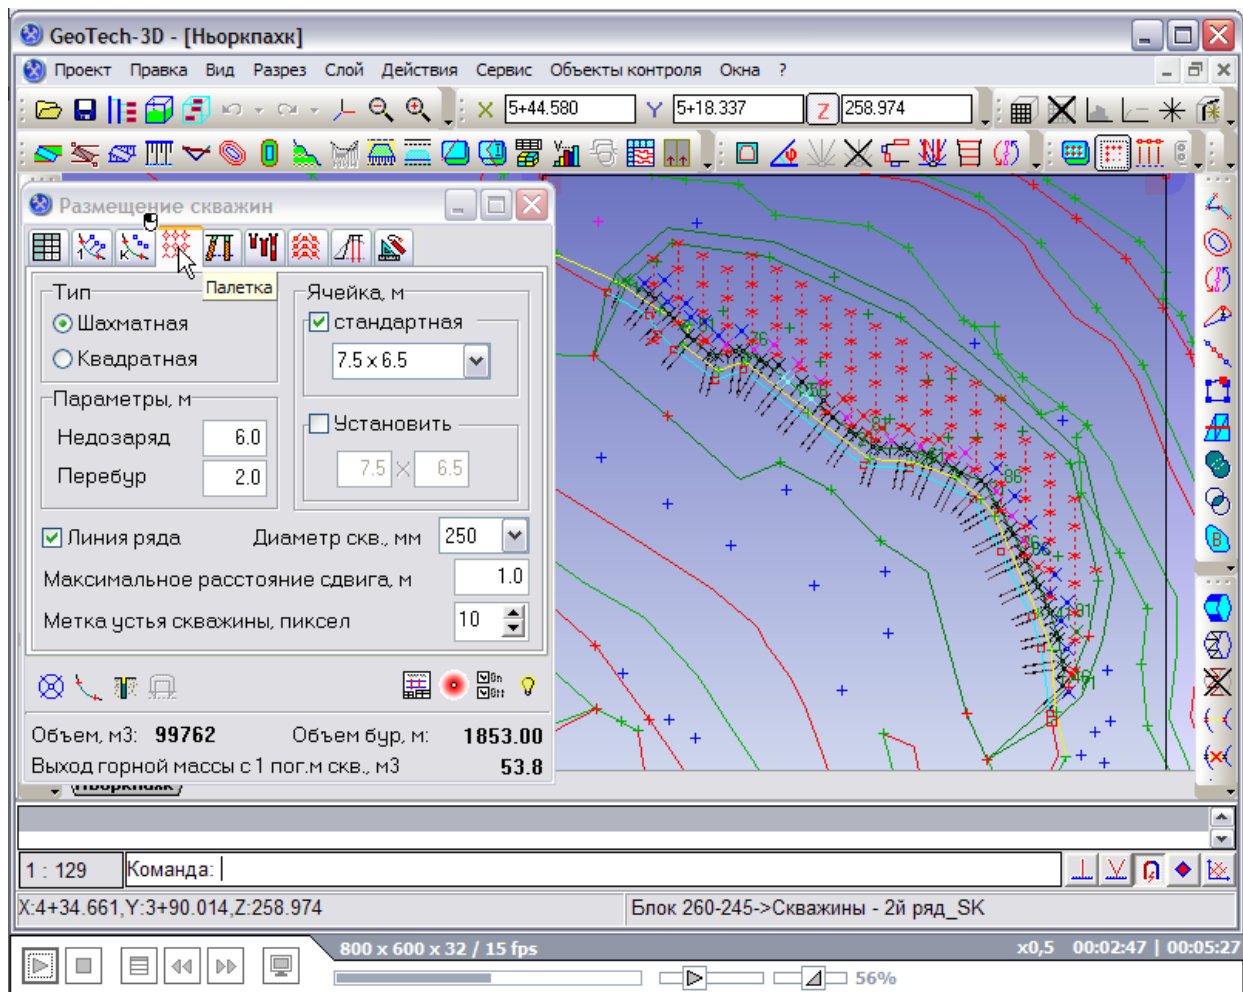 GeoTech-3D - [Ньоркпахк]
Проект Правка Вид Разрез Слой Действия Сервис Объекты контроля Окна ?
X 5+44.580 Y 5+18.337 Z 258.974
Размещение скважин
Палетка
Тип
Шахматная
Квадратная
Ячейка, м
стандартная
7.5 x 6.5
Параметры, м
Недозаряд 6.0
Перебур 2.0
Установить
7.5 X 6.5
Линия ряда Диаметр скв., мм 250
Максимальное расстояние сдвига, м 1.0
Метка устья скважины, пиксел 10
On
Off
Объем, м3: 99762 Объем бур, м: 1853.00
Выход горной массы с 1 пог.м скв., м3 53.8
Ньоркпахк
1 : 129 Команда:
X:4+34.661,Y:3+90.014,Z:258.974 Блок 260-245->Скважины - 2й ряд_SK
800 x 600 x 32 / 15 fps x0,5 00:02:47 | 00:05:27
56%